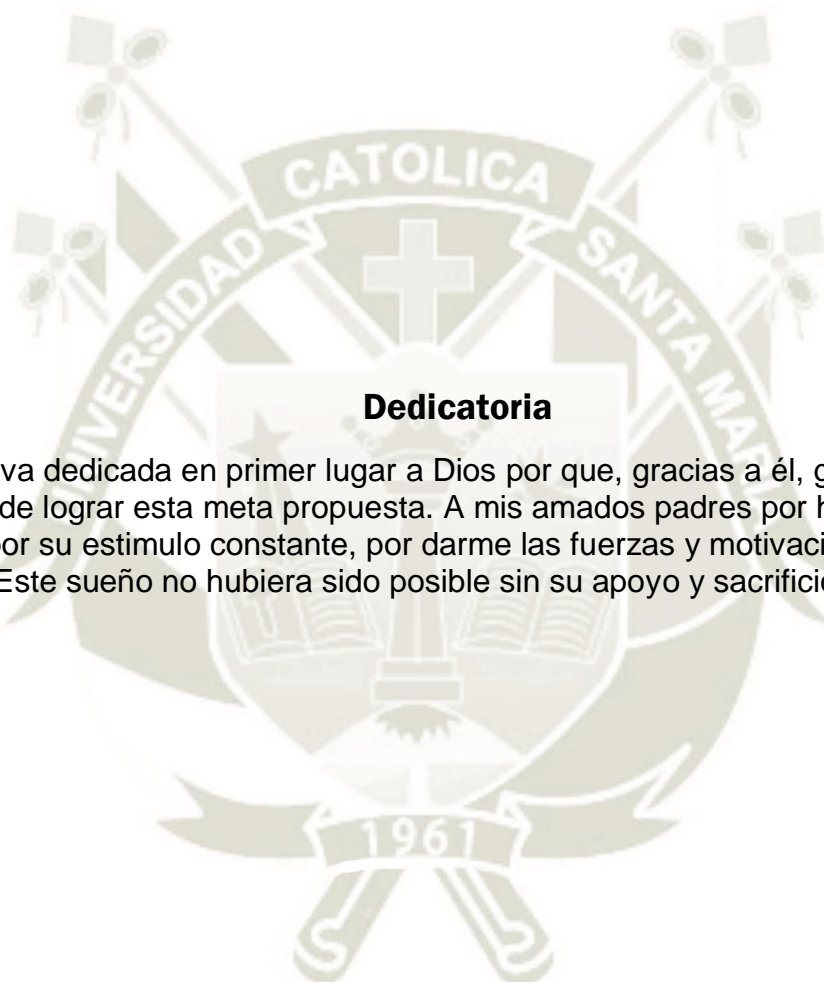 UNIVERSIDAD CATOLICA SANTA MARIA
Dedicatoria
va dedicada en primer lugar a Dios por que, gracias a él, g
de lograr esta meta propuesta. A mis amados padres por h
or su estimulo constante, por darme las fuerzas y motivaci
Este sueño no hubiera sido posible sin su apoyo y sacrifici
1961